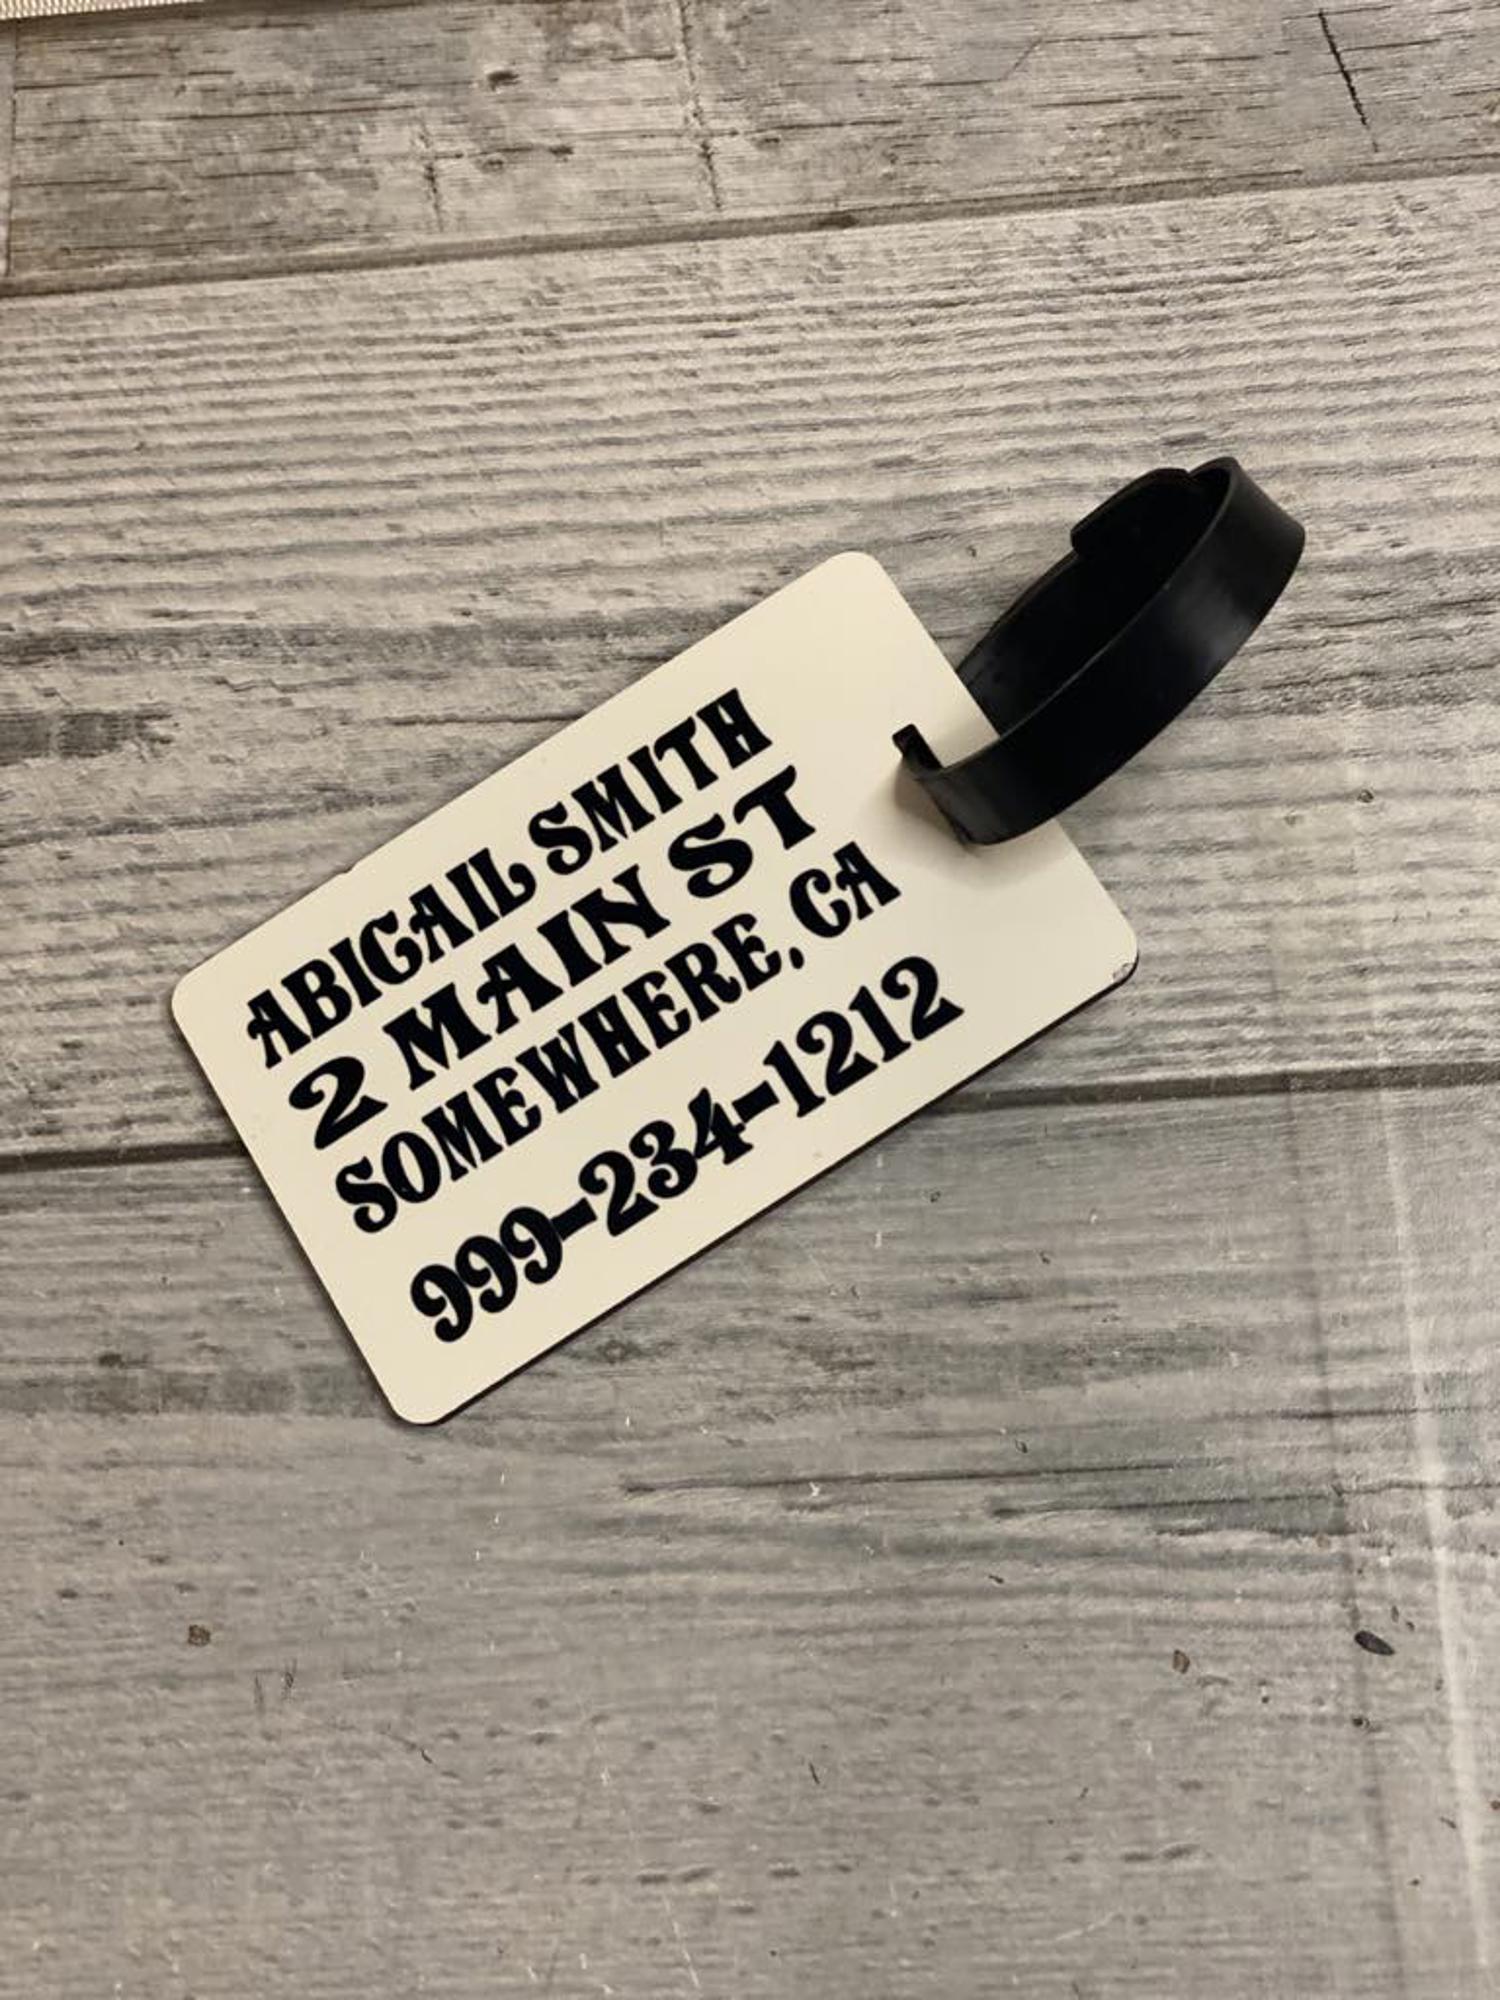 ABIGAIL SMITH
2 MAIN ST
SOMEWHERE, CA
999-234-1212